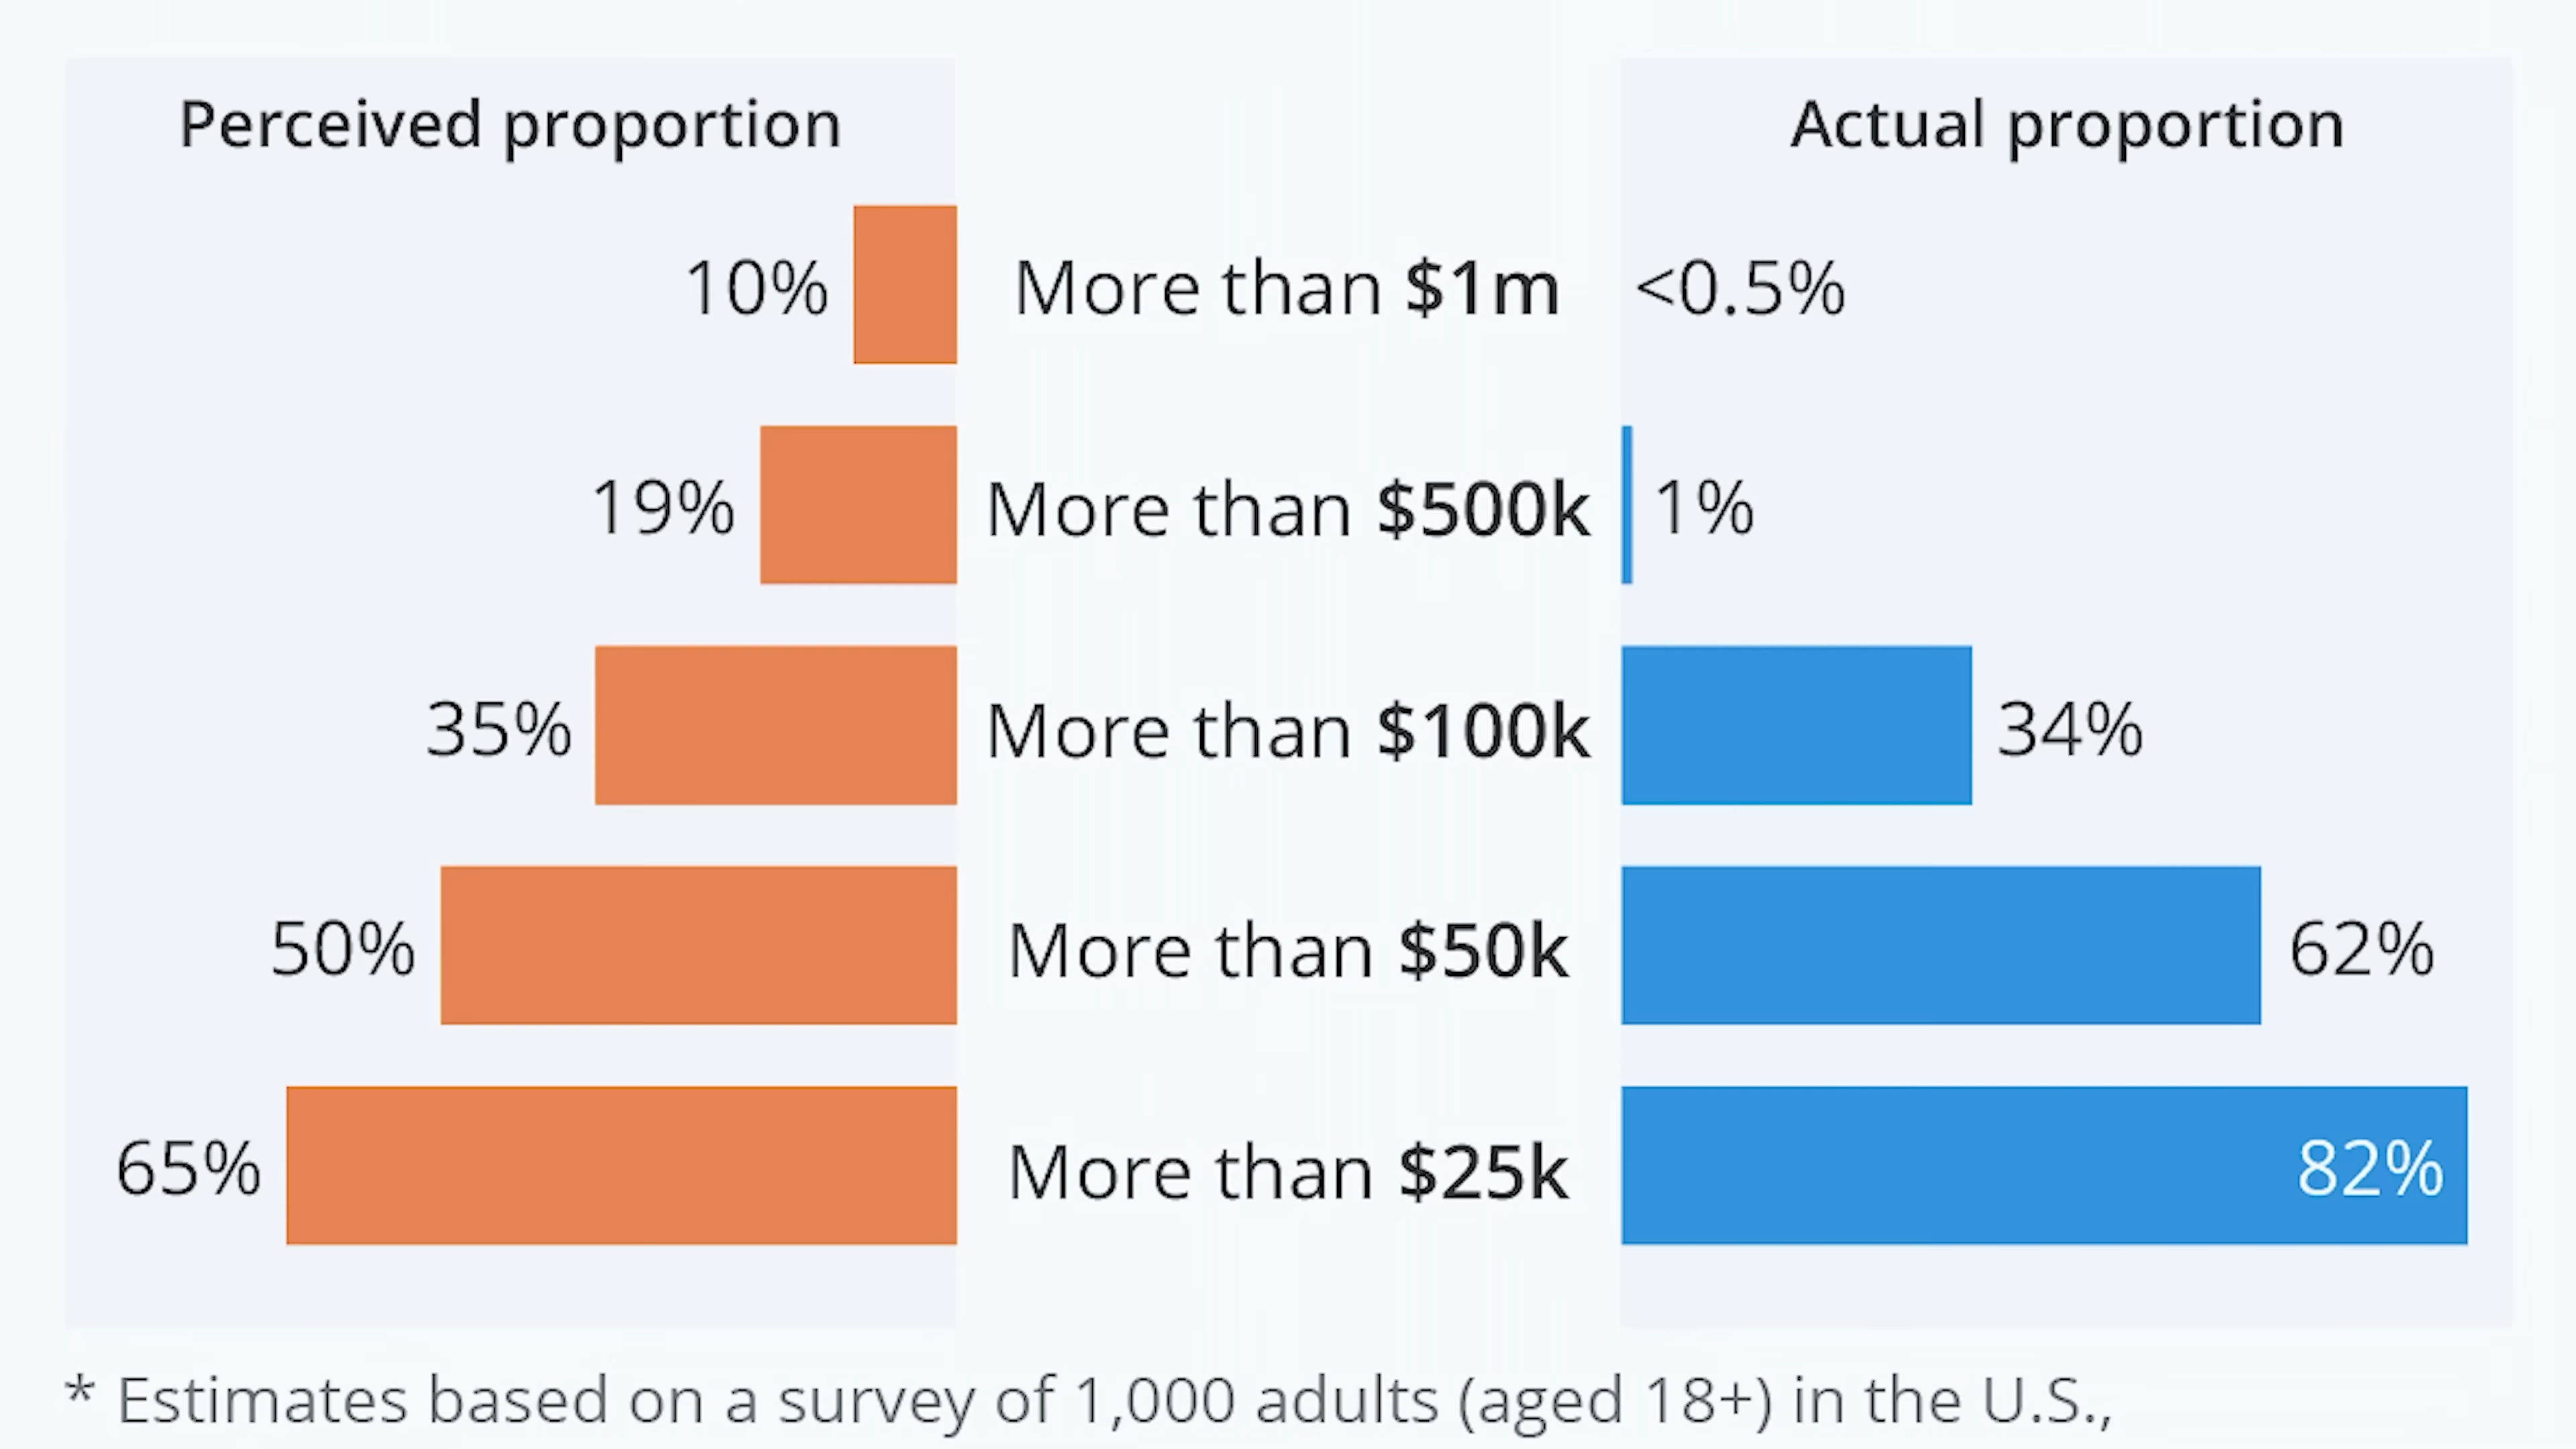 Perceived proportion
Actual proportion
10% More than $1m <0.5%
19% More than $500k 1%
35% More than $100k 34%
50% More than $50k 62%
65% More than $25k 82%
* Estimates based on a survey of 1,000 adults (aged 18+) in the U.S.,